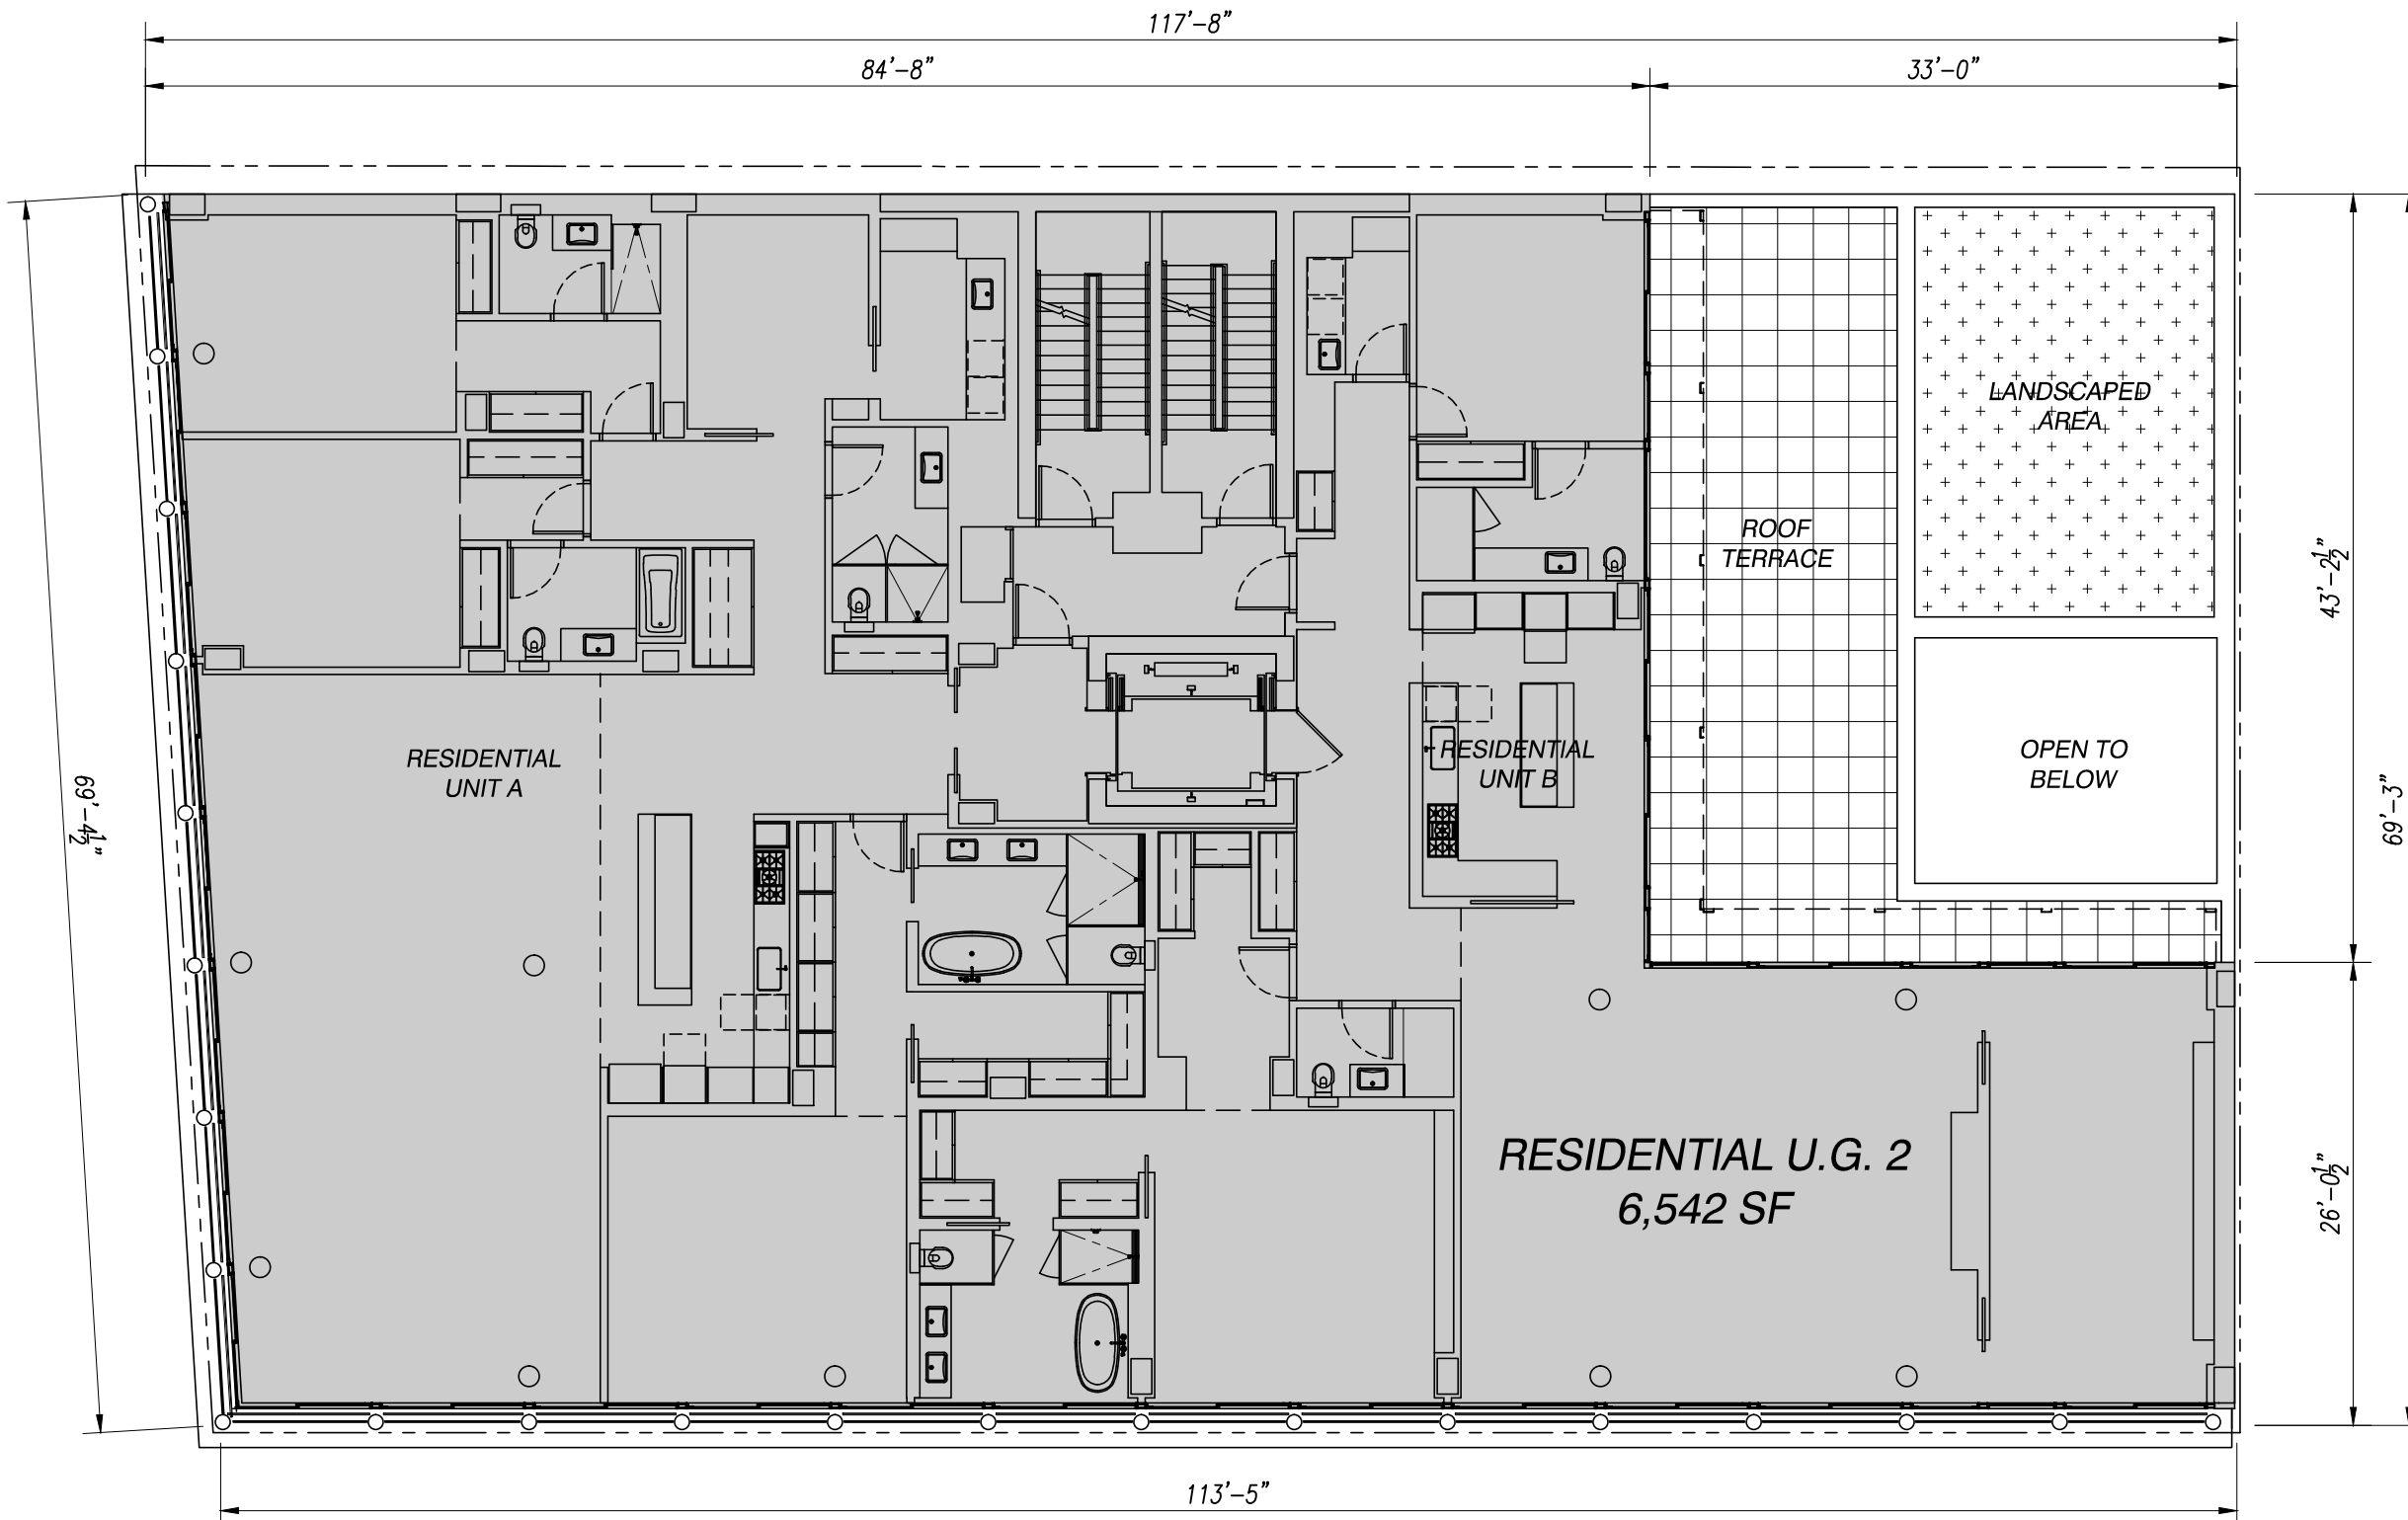 117'-8"
84'-8"
33'-0"
LANDSCAPED
AREA
ROOF
TERRACE
43'-2½"
69'-3"
69'-4½"
RESIDENTIAL
UNIT A
RESIDENTIAL
UNIT B
OPEN TO
BELOW
RESIDENTIAL U.G. 2
6,542 SF
26'-0½"
113'-5"